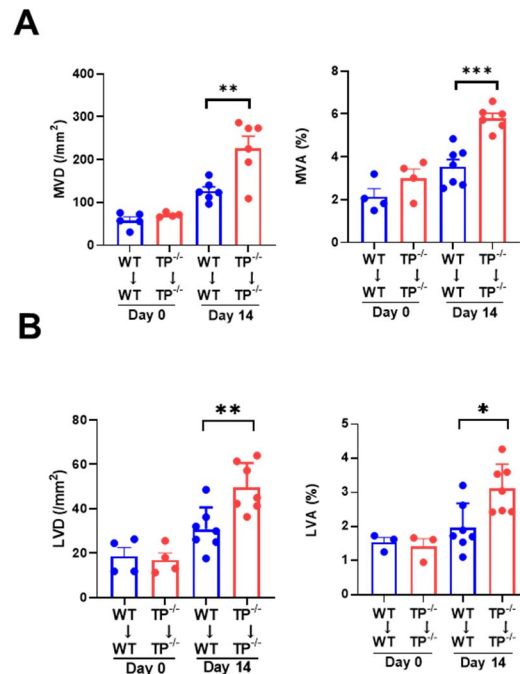 A
MVD (/mm²)
400
300
200
100
0
**
WT WT TP⁻/⁻ WT TP⁻/⁻
↓ ↓ ↓ ↓
WT TP⁻/⁻ WT TP⁻/⁻
Day 0 Day 14
MVA (%)
8
6
4
2
0
***
WT TP⁻/⁻ WT TP⁻/⁻
↓ ↓ ↓ ↓
WT TP⁻/⁻ WT TP⁻/⁻
Day 0 Day 14
B
LVD (/mm²)
80
60
40
20
0
**
WT TP⁻/⁻ WT TP⁻/⁻
↓ ↓ ↓ ↓
WT TP⁻/⁻ WT TP⁻/⁻
Day 0 Day 14
LVA (%)
5
4
3
2
1
0
*
WT TP⁻/⁻ WT TP⁻/⁻
↓ ↓ ↓ ↓
WT TP⁻/⁻ WT TP⁻/⁻
Day 0 Day 14